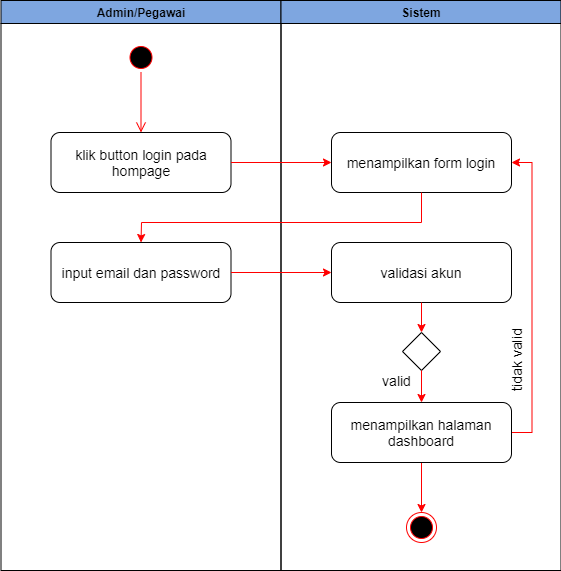 Admin/Pegawai
Sistem
klik button login pada
hompage
menampilkan form login
input email dan password
validasi akun
tidak valid
valid
menampilkan halaman
dashboard